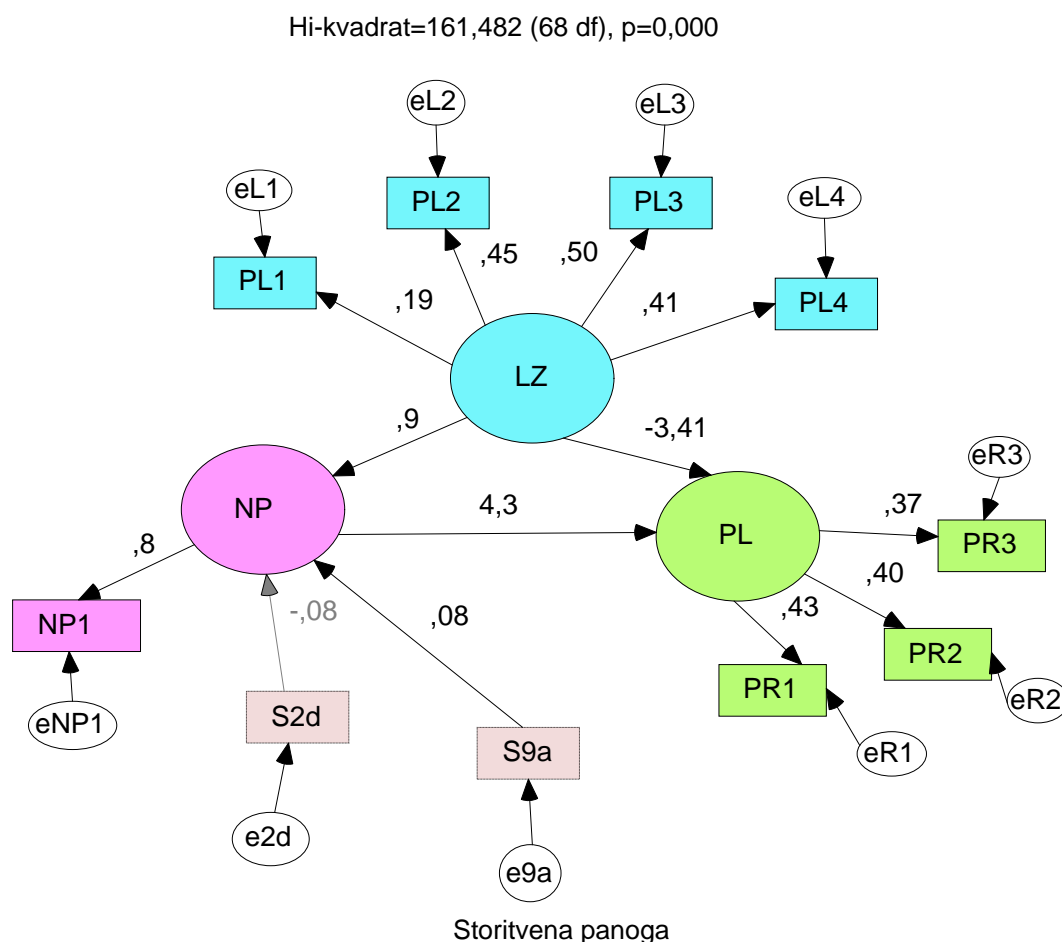 Hi-kvadrat=161,482 (68 df), p=0,000
eL2
eL3
eL1
eL4
PL2
PL3
PL1
PL4
,45
,50
,19
,41
LZ
,9
-3,41
NP
4,3
PL
eR3
,37
PR3
,8
,40
,43
NP1
-,08
,08
PR2
PR1
eNP1
S2d
eR2
S9a
eR1
e2d
e9a
Storitvena panoga